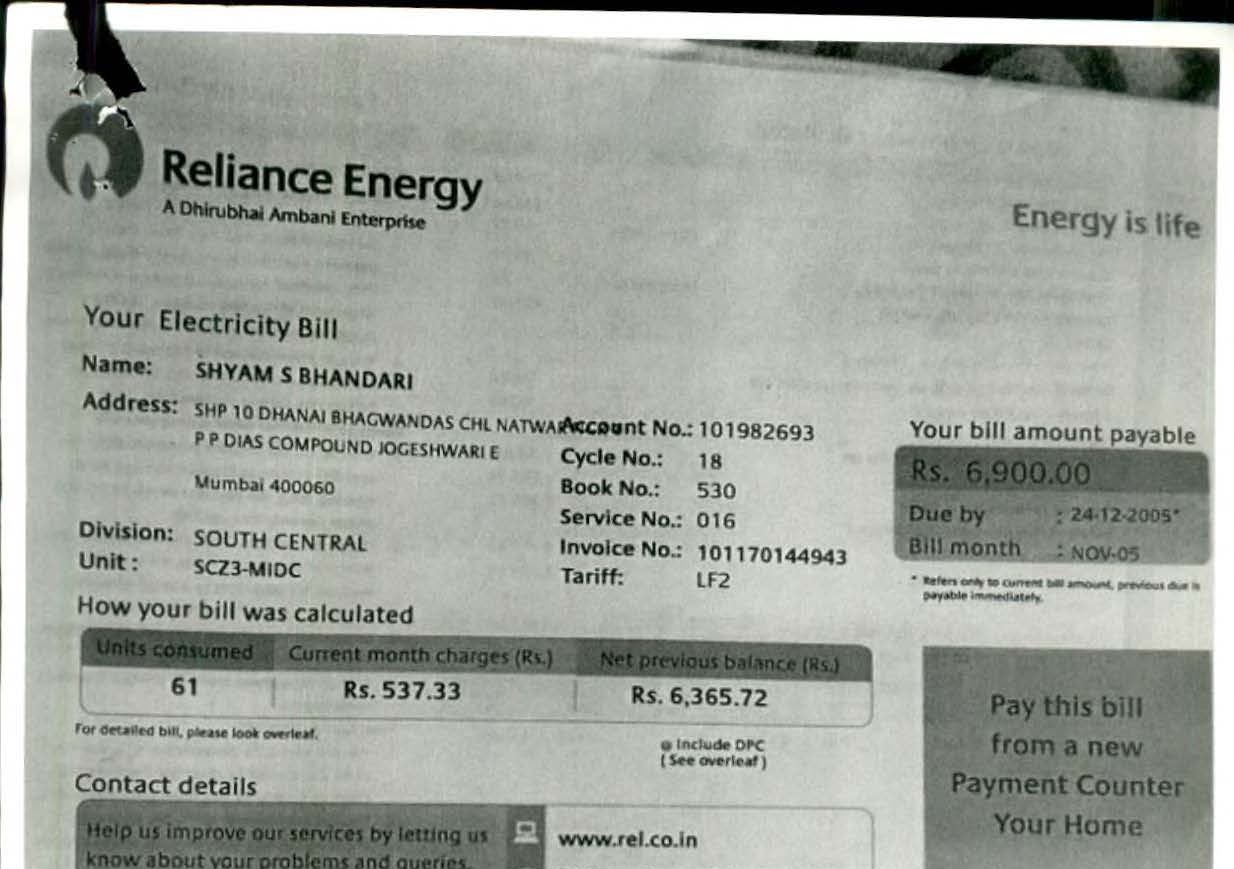 Reliance Energy
A Dhirubhai Ambani Enterprise
Energy is life
Your Electricity Bill
Name: SHYAM S BHANDARI
Address: SHP 10 DHANAI BHAGWANDAS CHL NATWAR
P P DIAS COMPOUND JOGESHWARI E
Mumbai 400060
Division: SOUTH CENTRAL
Unit : SCZ3-MIDC
Account No.: 101982693
Cycle No.: 18
Book No.: 530
Service No.: 016
Invoice No.: 101170144943
Tariff: LF2
Your bill amount payable
Rs. 6,900.00
Due by : 24-12-2005*
Bill month : NOV-05
* Refers only to current bill amount, previous due is
payable immediately.
How your bill was calculated
Units consumed Current month charges (Rs.) Net previous balance (Rs.)
61 Rs. 537.33 Rs. 6,365.72
For detailed bill, please look overleaf.
@ Include DPC
( See overleaf )
Pay this bill
from a new
Payment Counter
Your Home
Contact details
Help us improve our services by letting us
know about your problems and queries.
www.rel.co.in